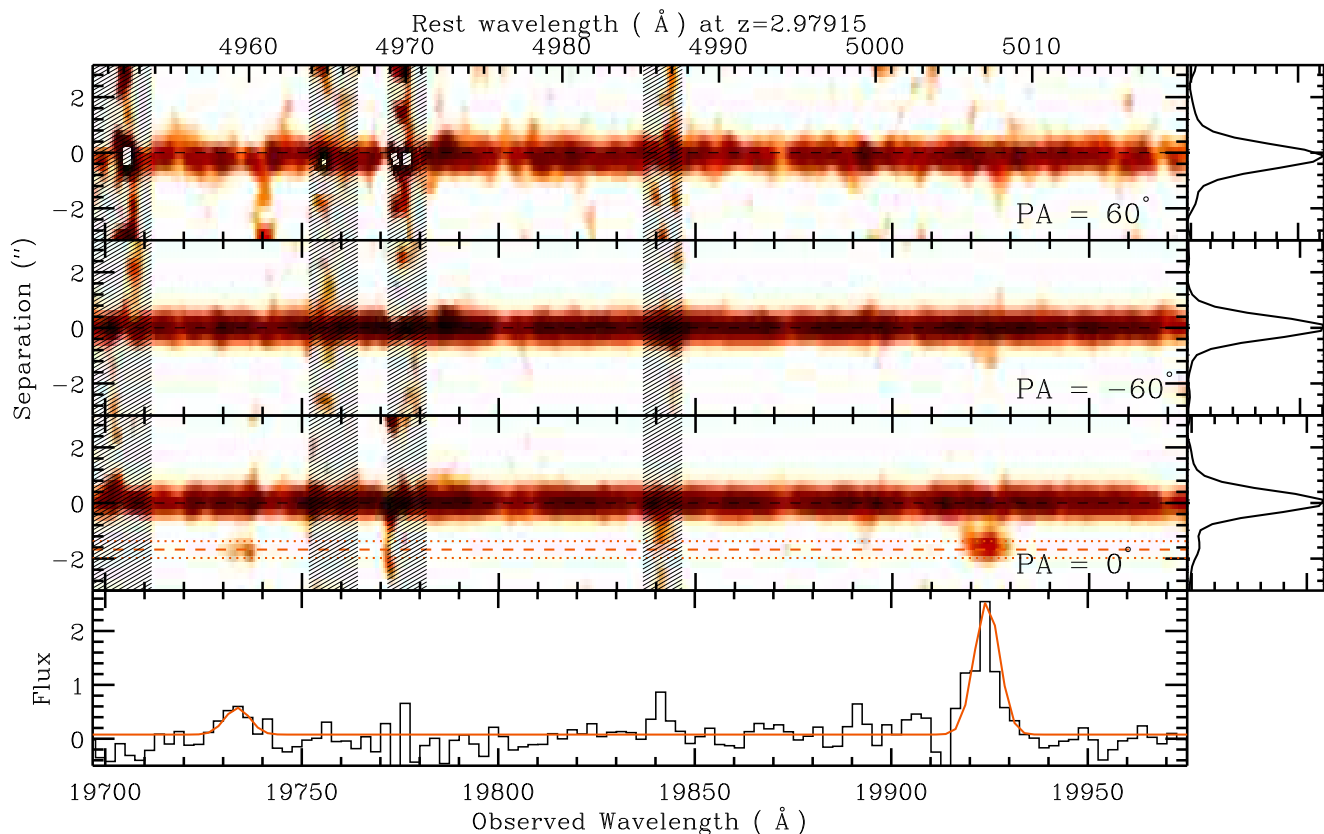 Rest wavelength ( Å ) at z=2.97915
4960 4970 4980 4990 5000 5010
2
0
-2
PA = 60°
2
0
-2
PA = -60°
2
0
-2
PA = 0°
Separation (")
2
1
0
Flux
19700 19750 19800 19850 19900 19950
Observed Wavelength ( Å )